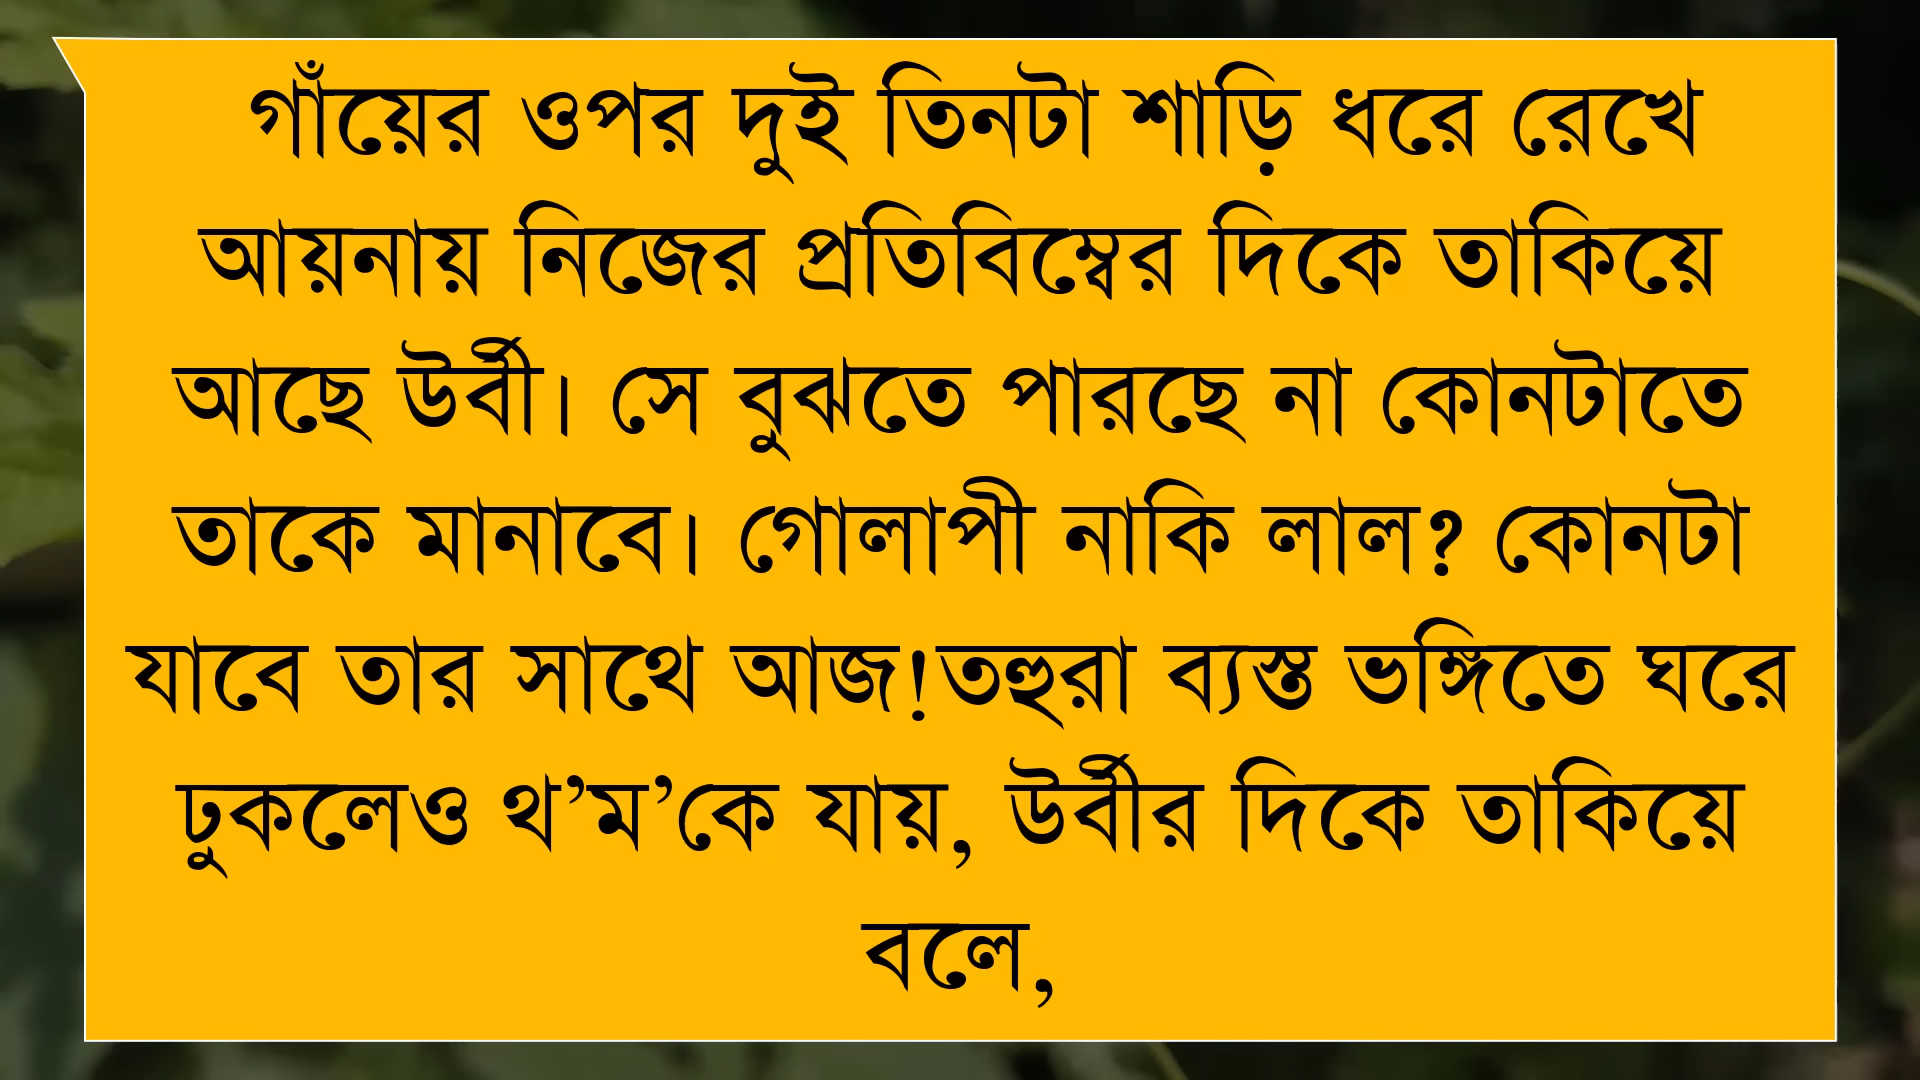 গাঁয়ের ওপর দুই তিনটা শাড়ি ধরে রেখে
আয়নায় নিজের প্রতিবিম্বের দিকে তাকিয়ে
আছে উর্বী। সে বুঝতে পারছে না কোনটাতে
তাকে মানাবে। গোলাপী নাকি লাল? কোনটা
যাবে তার সাথে আজ!তহুরা ব্যস্ত ভঙ্গিতে ঘরে
ঢুকলেও থ’ম’কে যায়, উর্বীর দিকে তাকিয়ে
বলে,